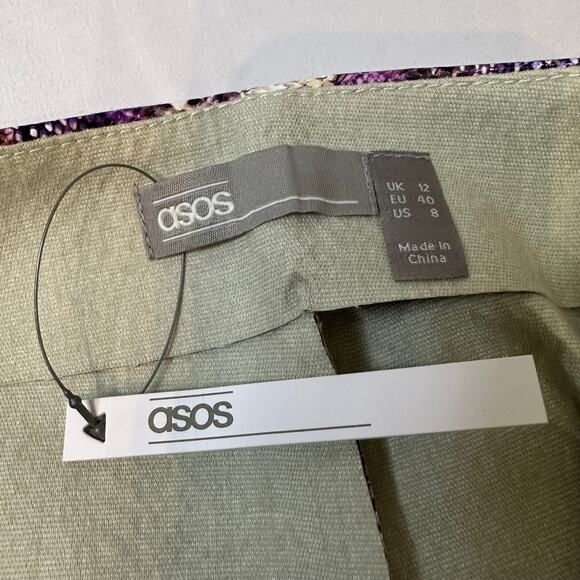 asos
UK 12
EU 40
US 8
Made in
China
asos